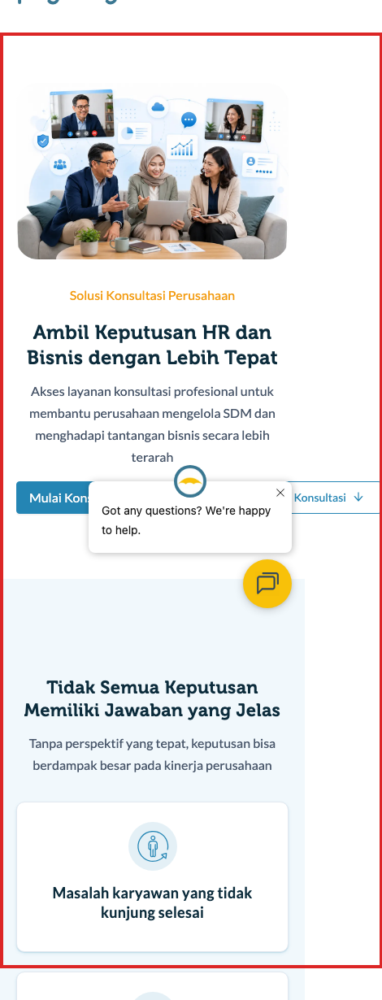 Solusi Konsultasi Perusahaan
Ambil Keputusan HR dan
Bisnis dengan Lebih Tepat
Akses layanan konsultasi profesional untuk
membantu perusahaan mengelola SDM dan
menghadapi tantangan bisnis secara lebih
terarah
Mulai
Konsultasi
Got any questions? We're happy
to help.
Tidak Semua Keputusan
Memiliki Jawaban yang Jelas
Tanpa perspektif yang tepat, keputusan bisa
berdampak besar pada kinerja perusahaan
Masalah karyawan yang tidak
kunjung selesai